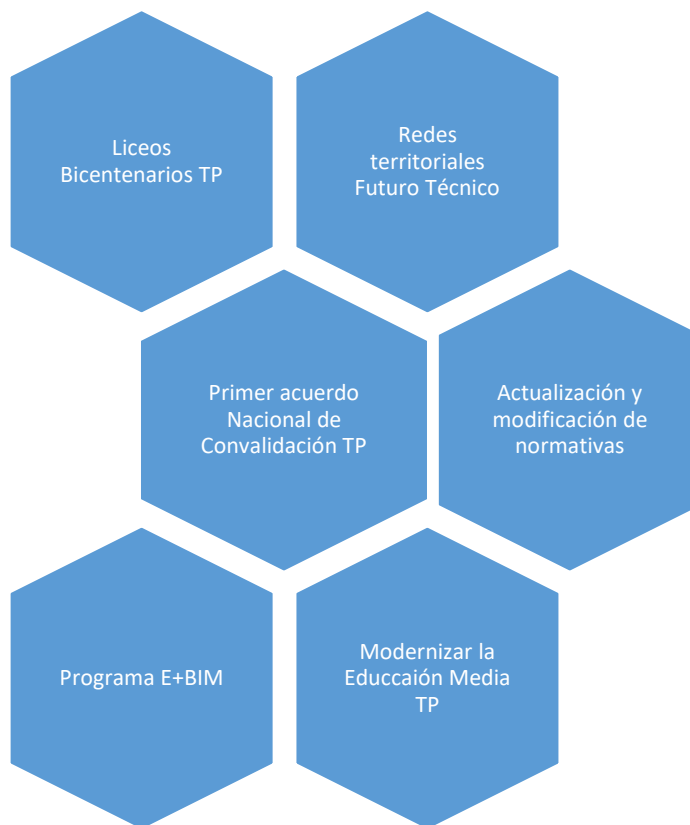 Liceos
Bicentenarios TP
Redes
territoriales
Futuro Técnico
Primer acuerdo
Nacional de
Convalidación TP
Actualización y
modificación de
normativas
Programa E+BIM
Modernizar la
Educcaión Media
TP